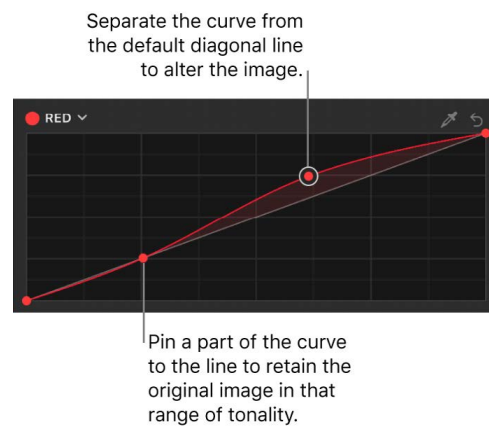 Separate the curve from
the default diagonal line
to alter the image.
RED
Pin a part of the curve
to the line to retain the
original image in that
range of tonality.